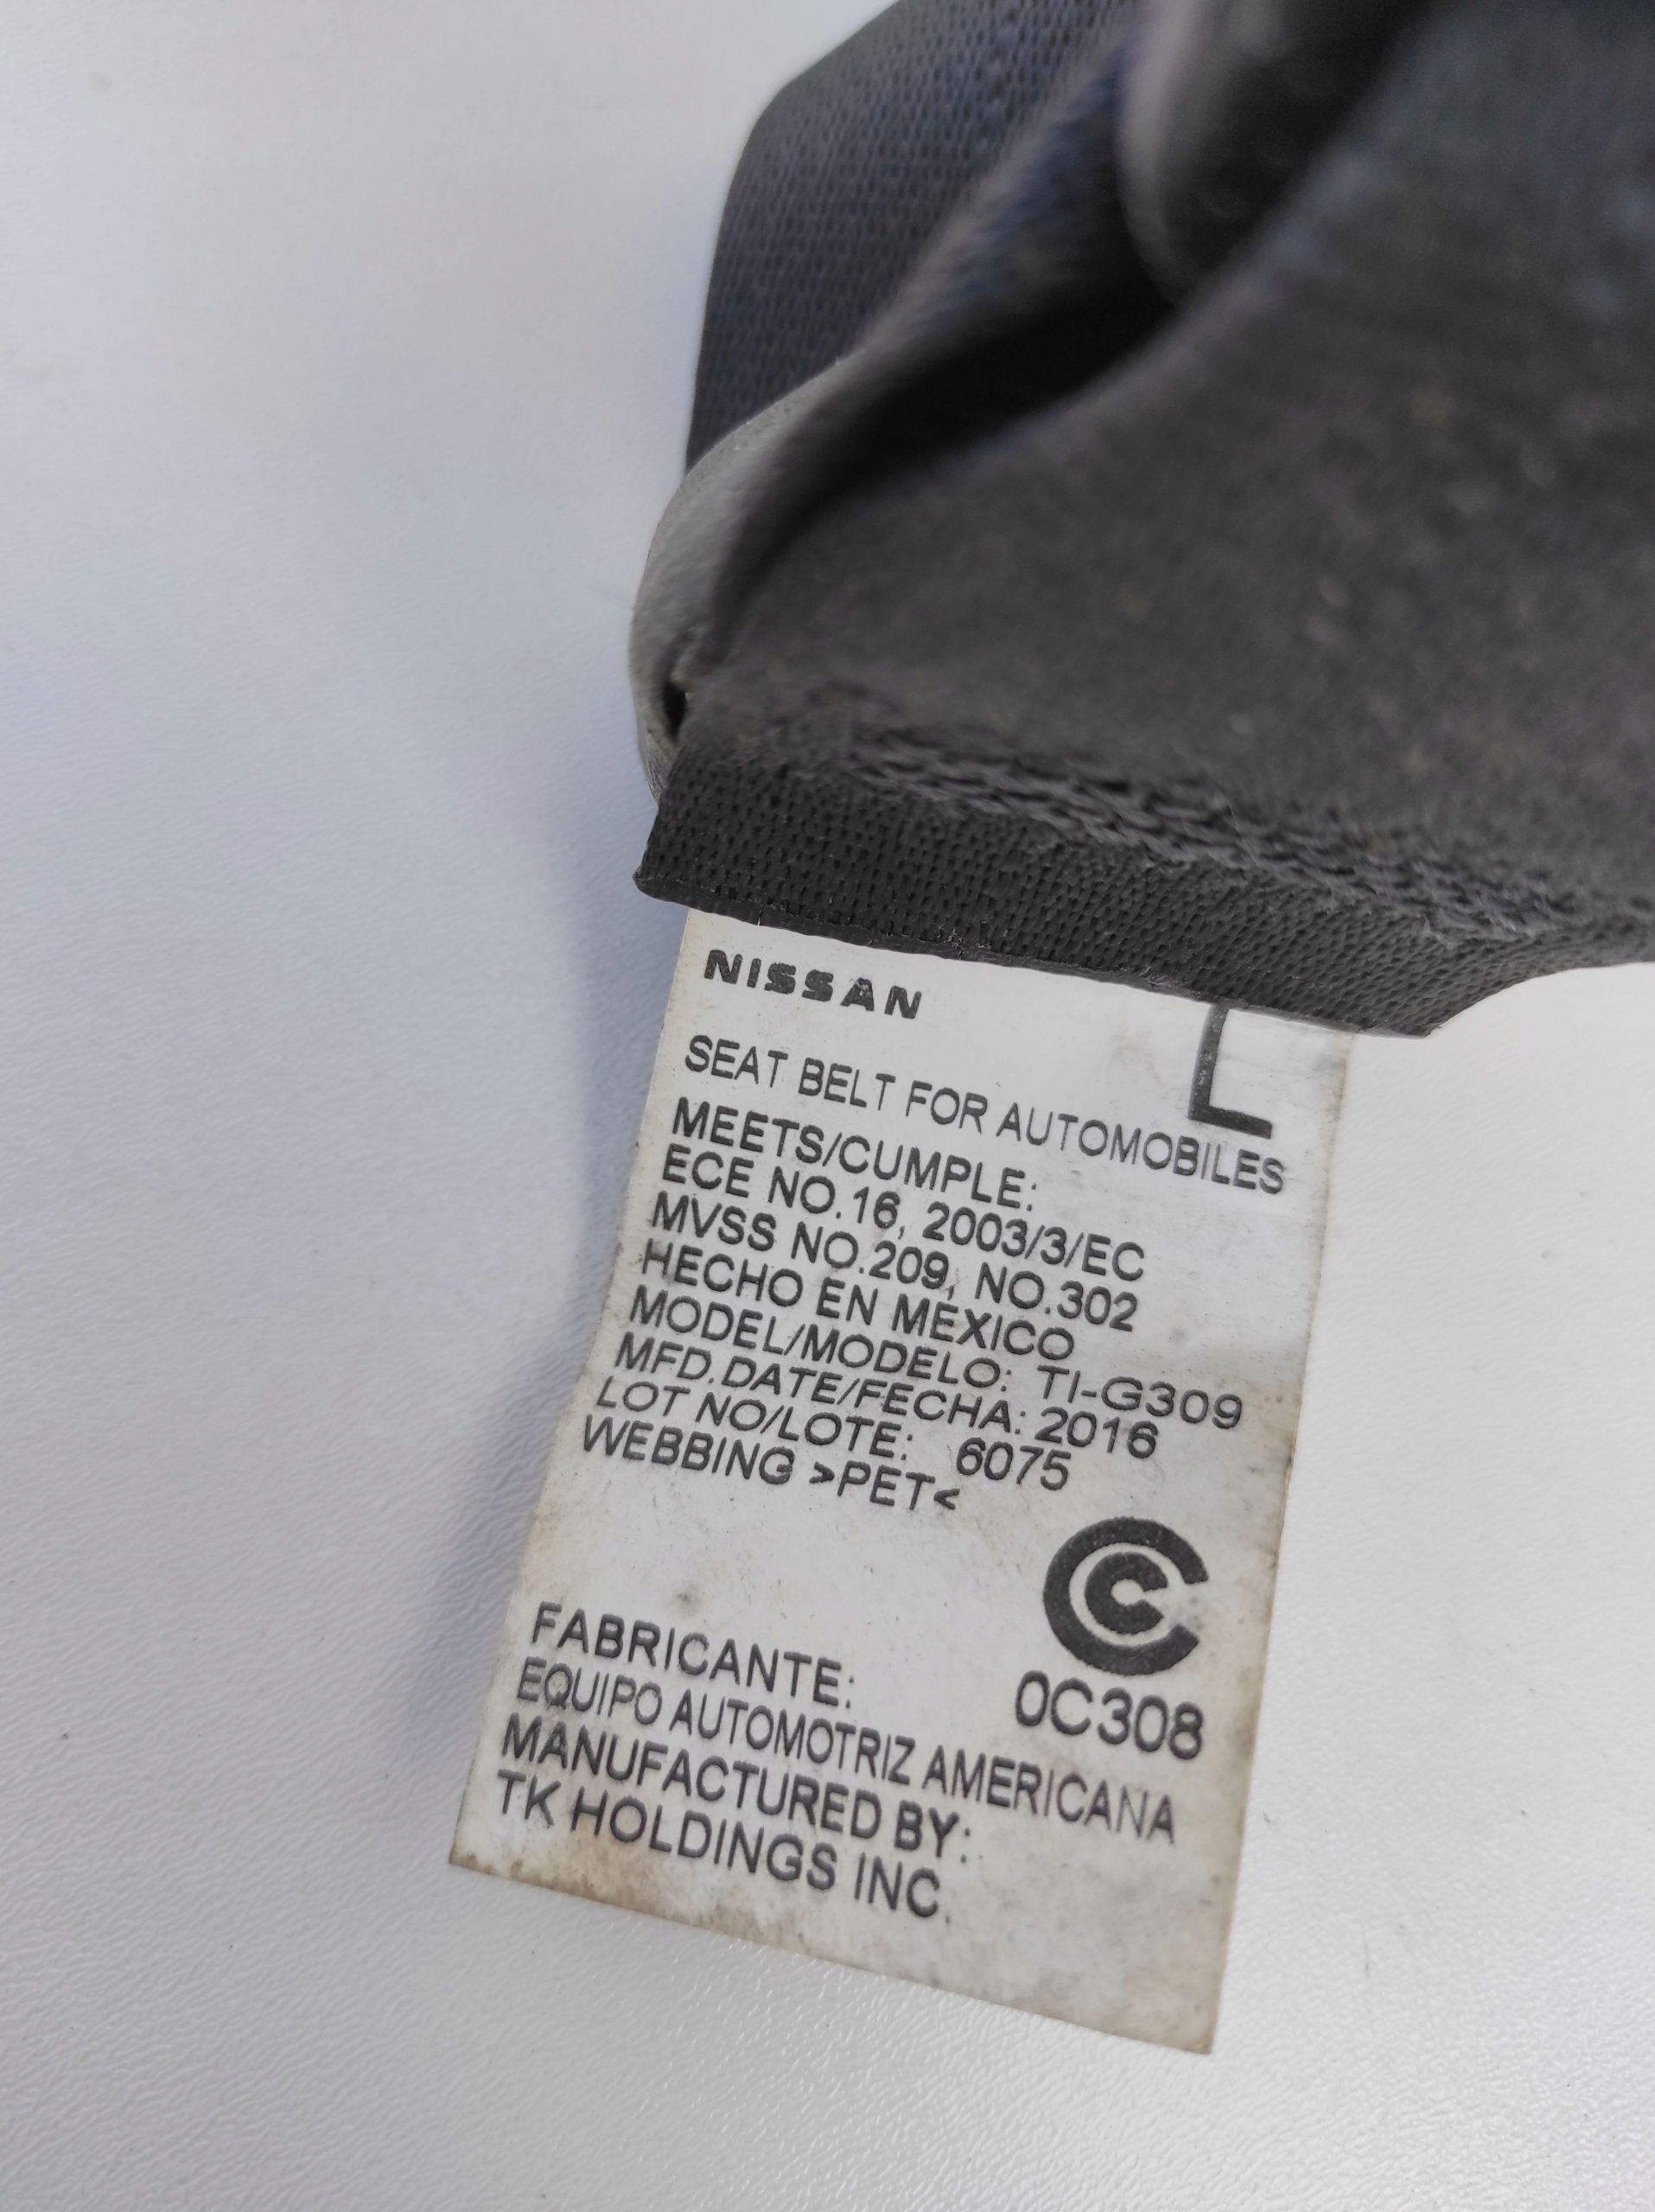 NISSAN
L
SEAT BELT FOR AUTOMOBILES
MEETS/CUMPLE:
ECE NO.16, 2003/3/EC
MVSS NO.209, NO.302
HECHO EN MEXICO
MODEL/MODELO: TI-G309
MFD.DATE/FECHA: 2016
LOT NO/LOTE: 6075
WEBBING >PET<
0C308
FABRICANTE:
EQUIPO AUTOMOTRIZ AMERICANA
MANUFACTURED BY:
TK HOLDINGS INC.